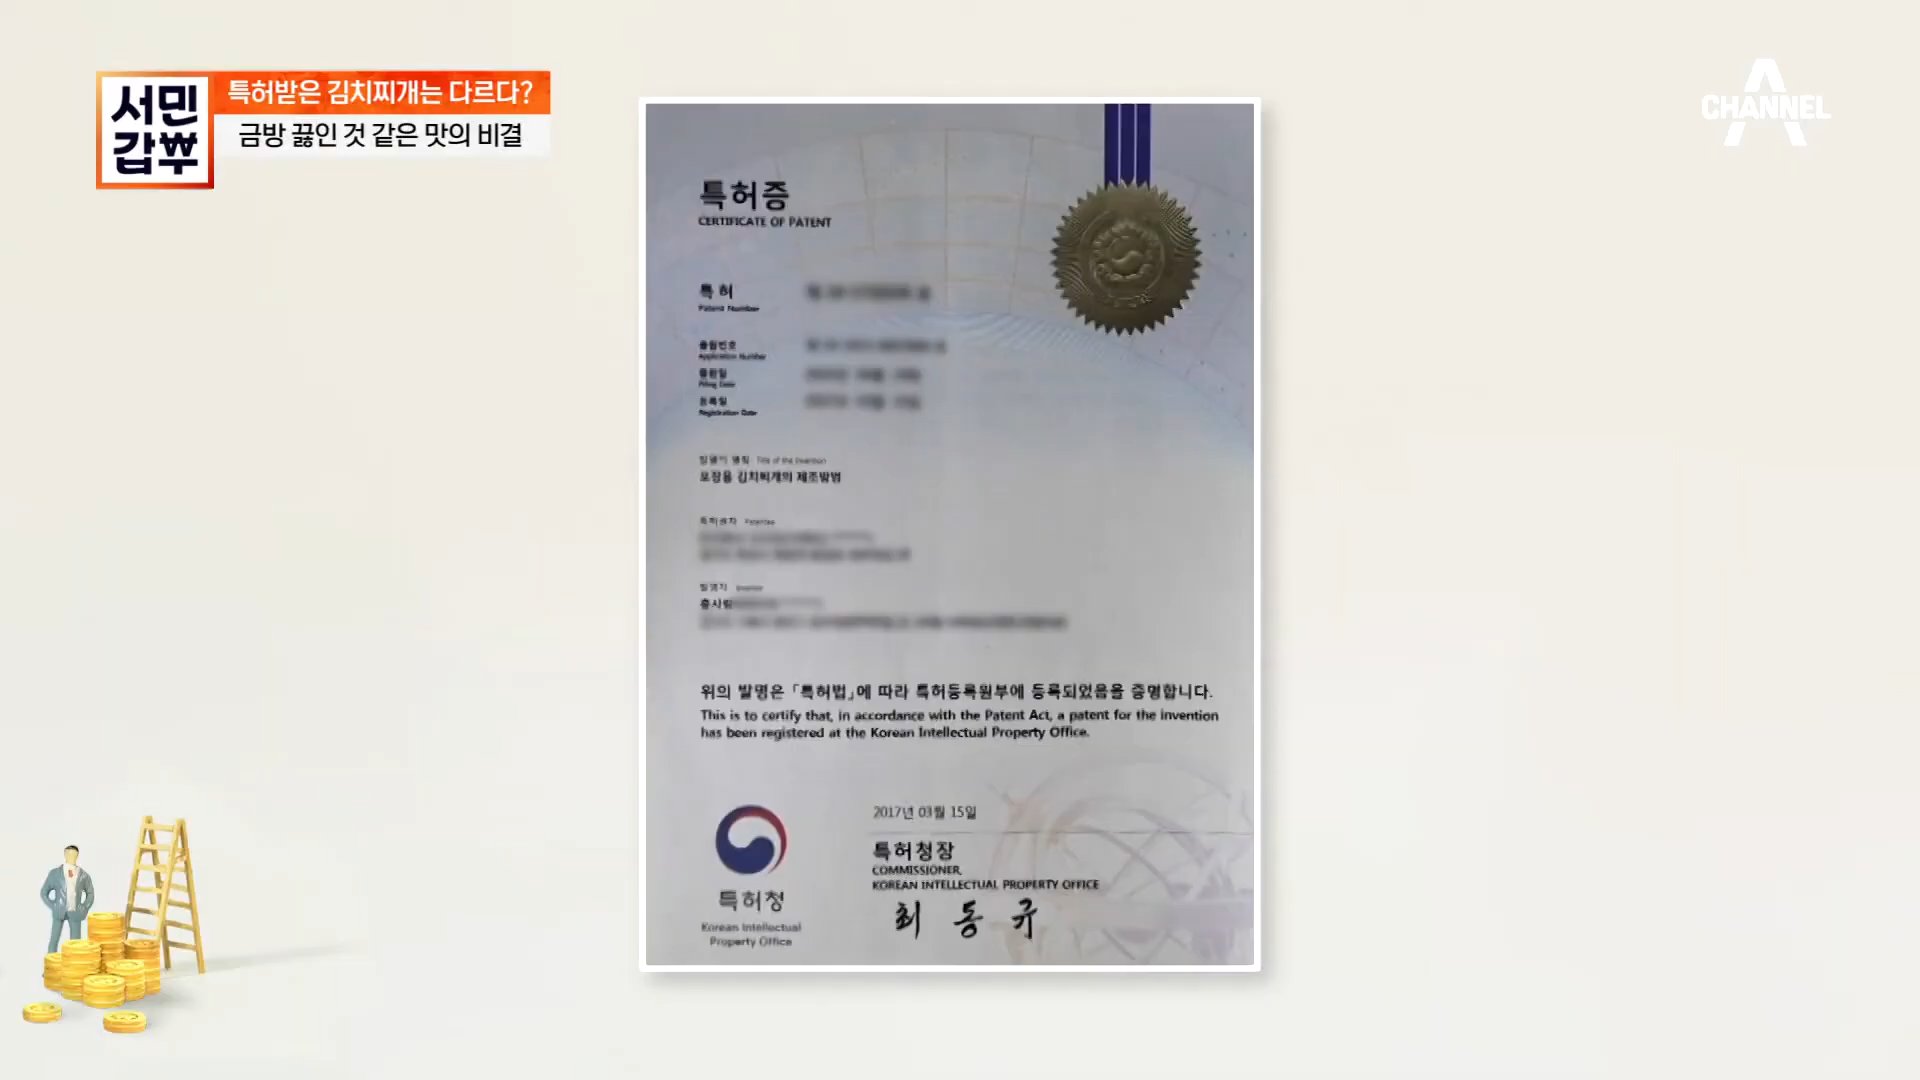 서민
갑부
특허받은 김치찌개는 다르다?
금방 끓인 것 같은 맛의 비결
CHANNEL A
특허증
CERTIFICATE OF PATENT
특 허
Patent Number
출원번호
Application Number
출원일
Filing Date
등록일
Registration Date
발명의 명칭 Title of the Invention
포장용 김치찌개의 제조방법
특허권자 Patentee
발명자 Inventor
위의 발명은 「특허법」에 따라 특허등록원부에 등록되었음을 증명합니다.
This is to certify that, in accordance with the Patent Act, a patent for the invention
has been registered at the Korean Intellectual Property Office.
2017년 03월 15일
특허청장
COMMISSIONER,
KOREAN INTELLECTUAL PROPERTY OFFICE
최 동 규
특허청
Korean Intellectual
Property Office